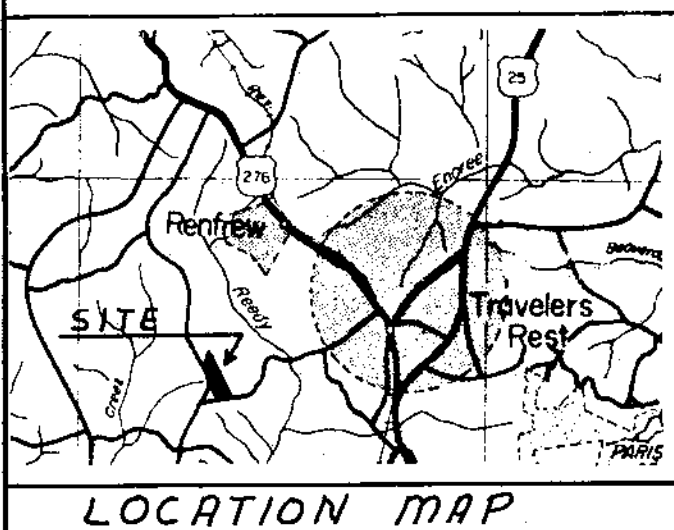 25
276
Enoree
Renfrew
Reedy
Travelers
Rest
SITE
Creek
PARIS
LOCATION MAP